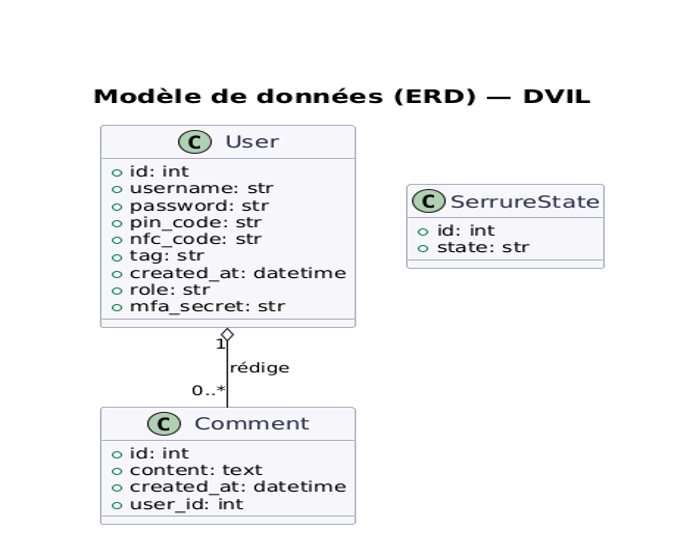 Modèle de données (ERD) — DVIL
C User
id: int
username: str
password: str
pin_code: str
nfc_code: str
tag: str
created_at: datetime
role: str
mfa_secret: str
C SerrureState
id: int
state: str
1
rédige
0..*
C Comment
id: int
content: text
created_at: datetime
user_id: int